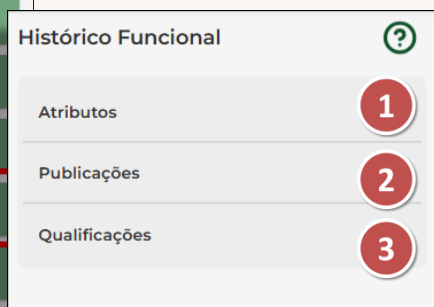 Histórico Funcional ?
Atributos 1
Publicações 2
Qualificações 3